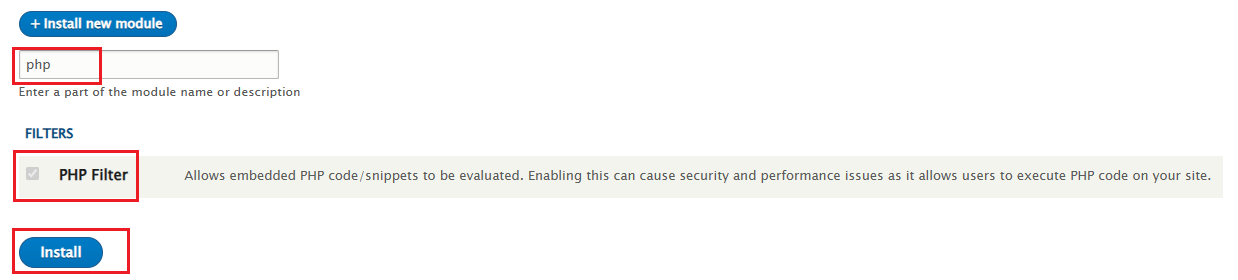 + Install new module
php
Enter a part of the module name or description
FILTERS
PHP Filter Allows embedded PHP code/snippets to be evaluated. Enabling this can cause security and performance issues as it allows users to execute PHP code on your site.
Install